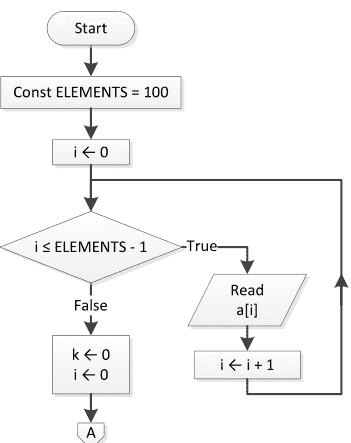 Start
Const ELEMENTS = 100
i ← 0
i ≤ ELEMENTS - 1
True
Read
a[i]
i ← i + 1
False
k ← 0
i ← 0
A